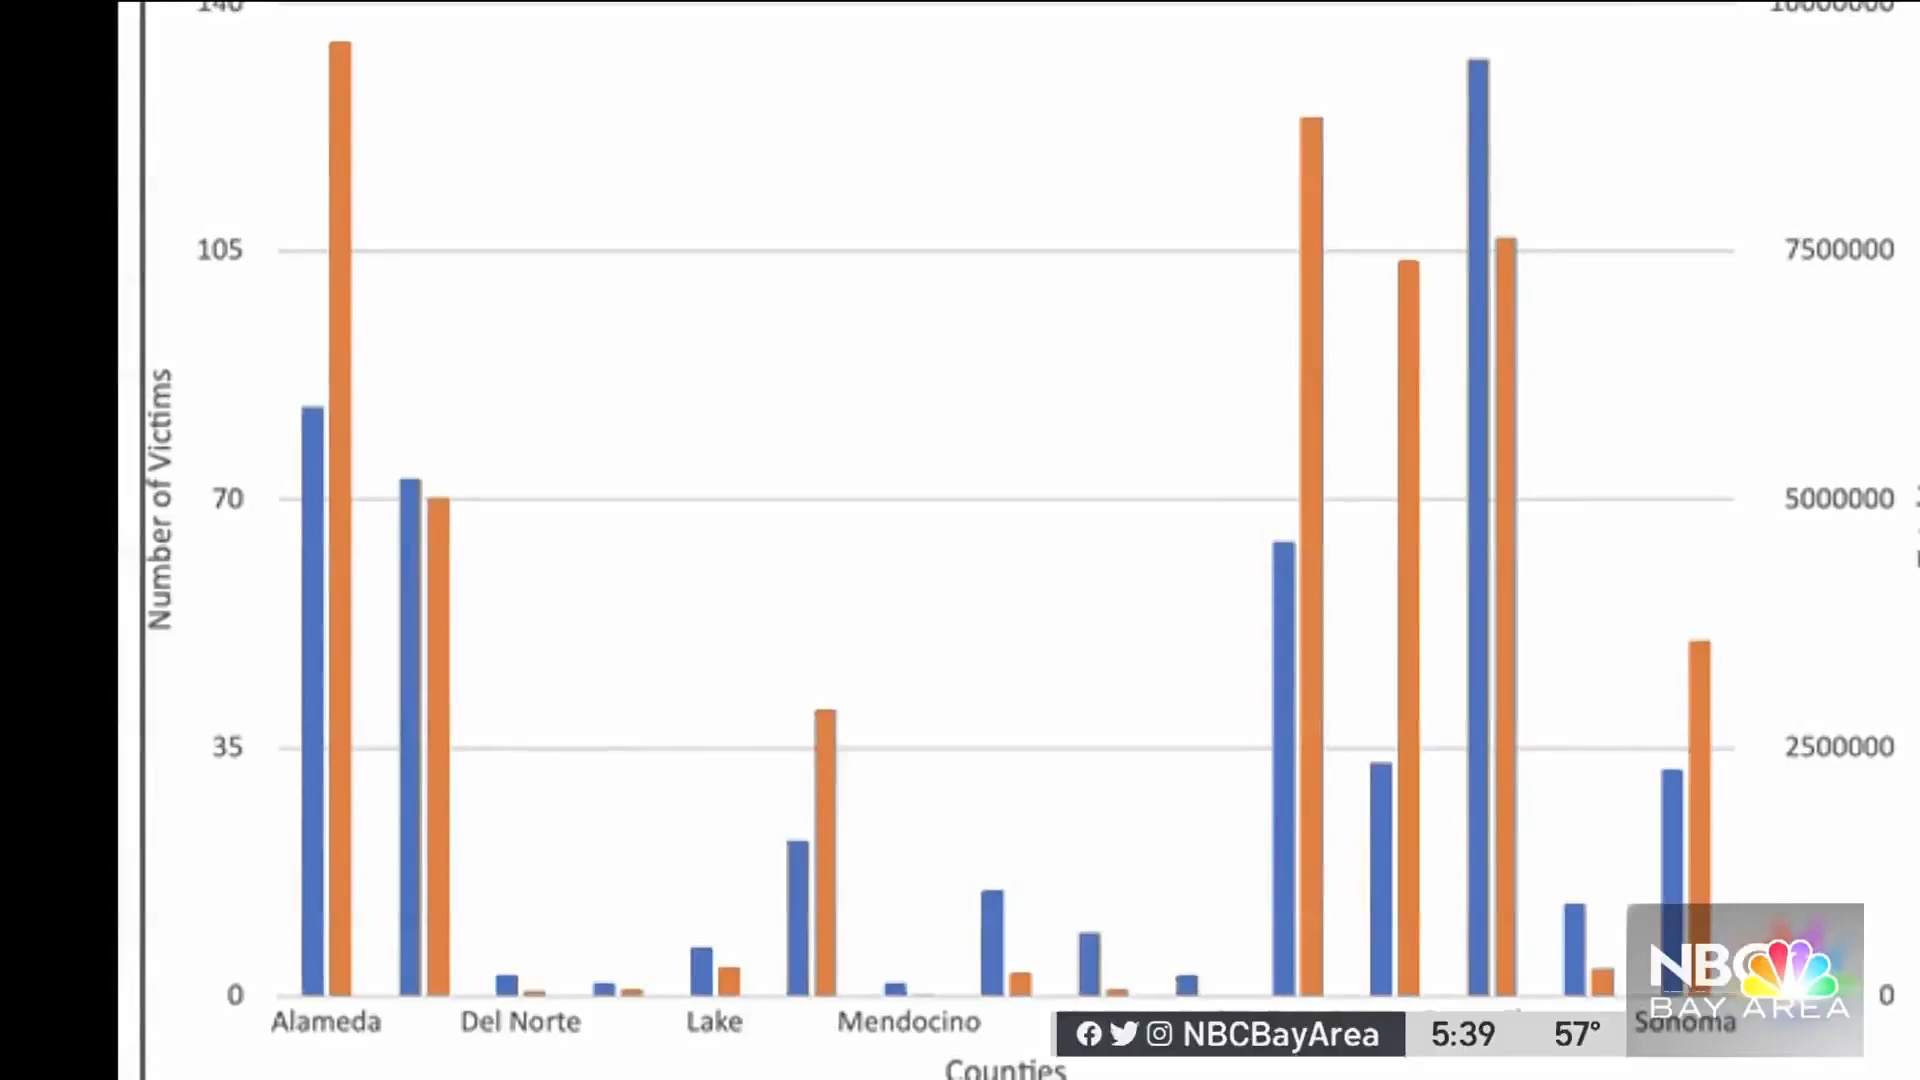 140
10000000
105
7500000
Number of Victims
70
5000000
35
2500000
0
0
Alameda
Del Norte
Lake
Mendocino
Sonoma
Counties
NBCBayArea
5:39
57°
NBC
BAY AREA